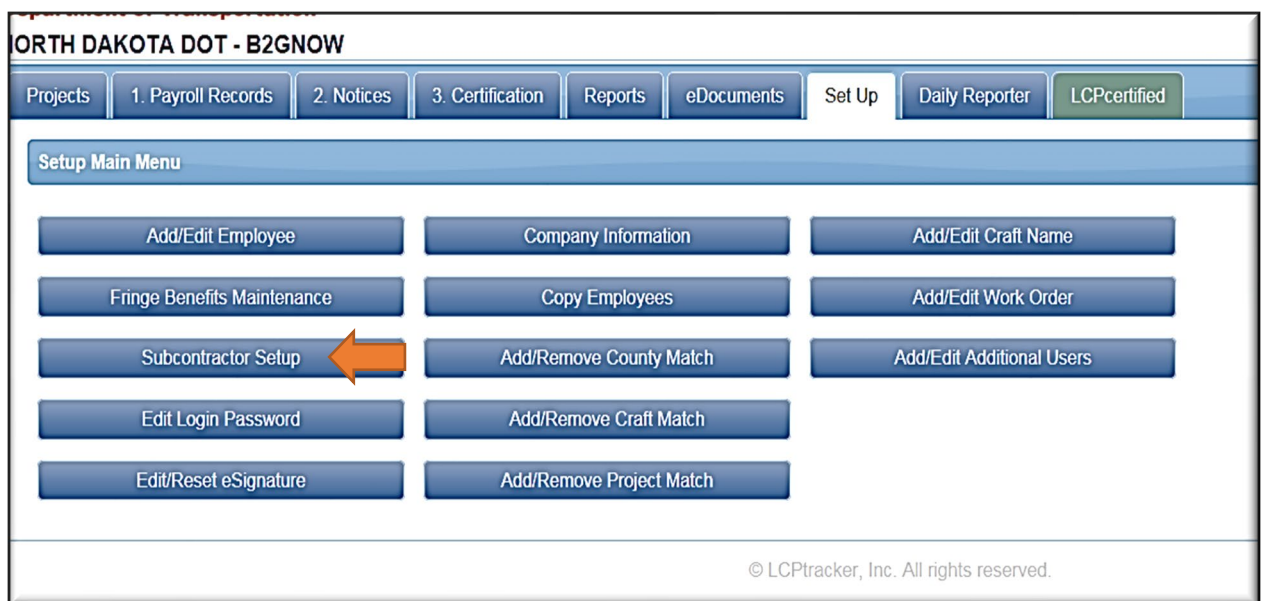 NORTH DAKOTA DOT - B2GNOW
Projects
1. Payroll Records
2. Notices
3. Certification
Reports
eDocuments
Set Up
Daily Reporter
LCPcertified
Setup Main Menu
Add/Edit Employee
Company Information
Add/Edit Craft Name
Fringe Benefits Maintenance
Copy Employees
Add/Edit Work Order
Subcontractor Setup
Add/Remove County Match
Add/Edit Additional Users
Edit Login Password
Add/Remove Craft Match
Edit/Reset eSignature
Add/Remove Project Match
© LCPtracker, Inc. All rights reserved.